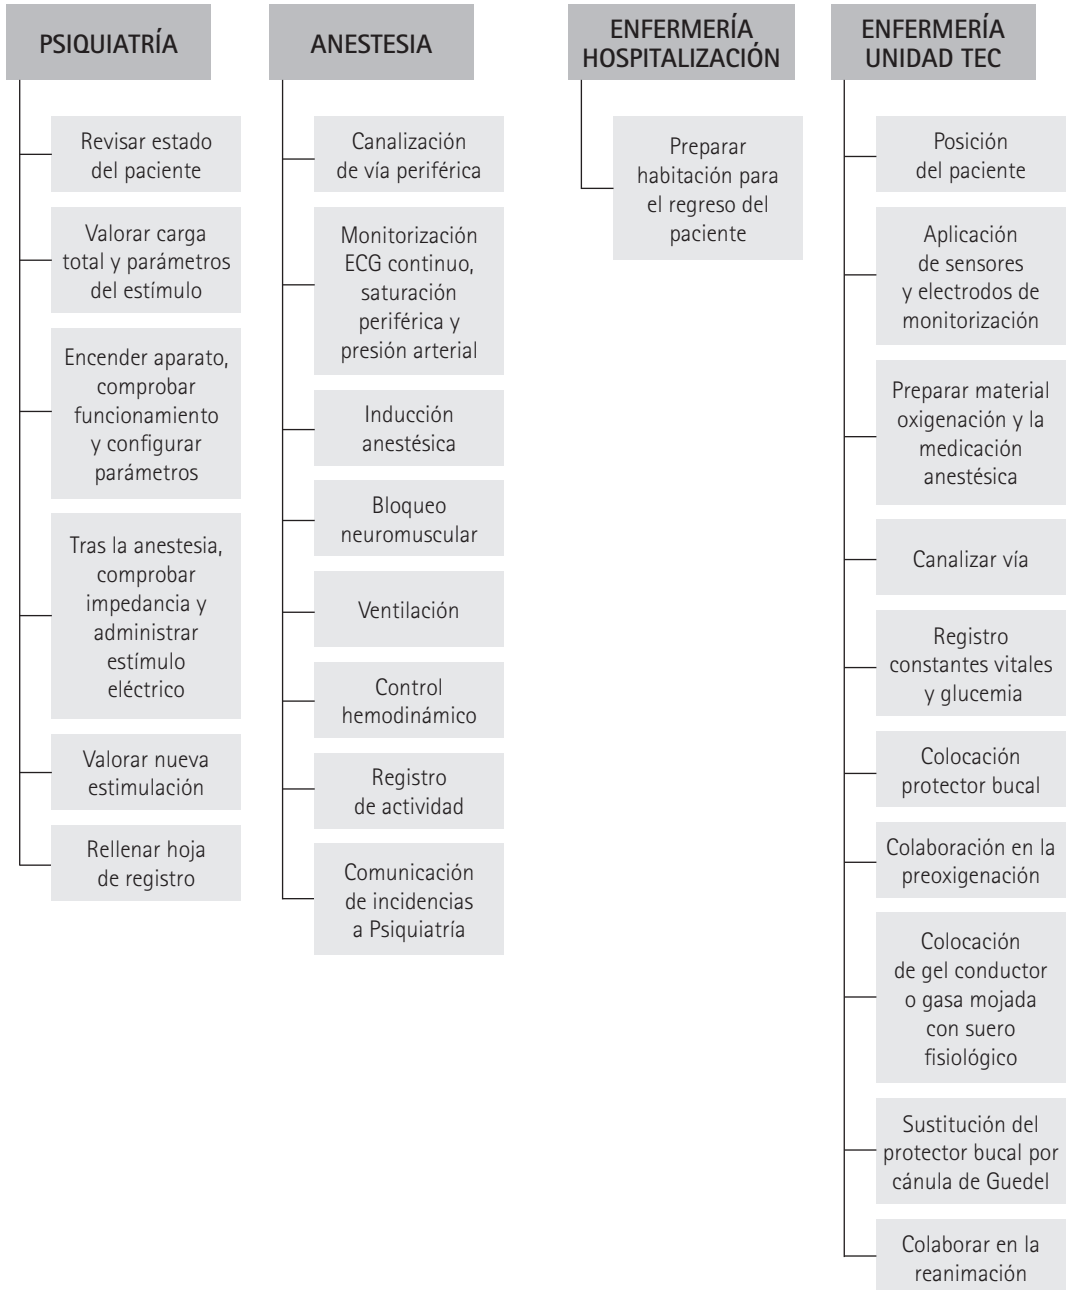 PSIQUIATRÍA
Revisar estado
del paciente
Valorar carga
total y parámetros
del estímulo
Encender aparato,
comprobar
funcionamiento
y configurar
parámetros
Tras la anestesia,
comprobar
impedancia y
administrar
estímulo
eléctrico
Valorar nueva
estimulación
Rellenar hoja
de registro
ANESTESIA
Canalización
de vía periférica
Monitorización
ECG continuo,
saturación
periférica y
presión arterial
Inducción
anestésica
Bloqueo
neuromuscular
Ventilación
Control
hemodinámico
Registro
de actividad
Comunicación
de incidencias
a Psiquiatría
ENFERMERÍA
HOSPITALIZACIÓN
Preparar
habitación para
el regreso del
paciente
ENFERMERÍA
UNIDAD TEC
Posición
del paciente
Aplicación
de sensores
y electrodos de
monitorización
Preparar material
oxigenación y la
medicación
anestésica
Canalizar vía
Registro
constantes vitales
y glucemia
Colocación
protector bucal
Colaboración en la
preoxigenación
Colocación
de gel conductor
o gasa mojada
con suero
fisiológico
Sustitución del
protector bucal por
cánula de Guedel
Colaborar en la
reanimación